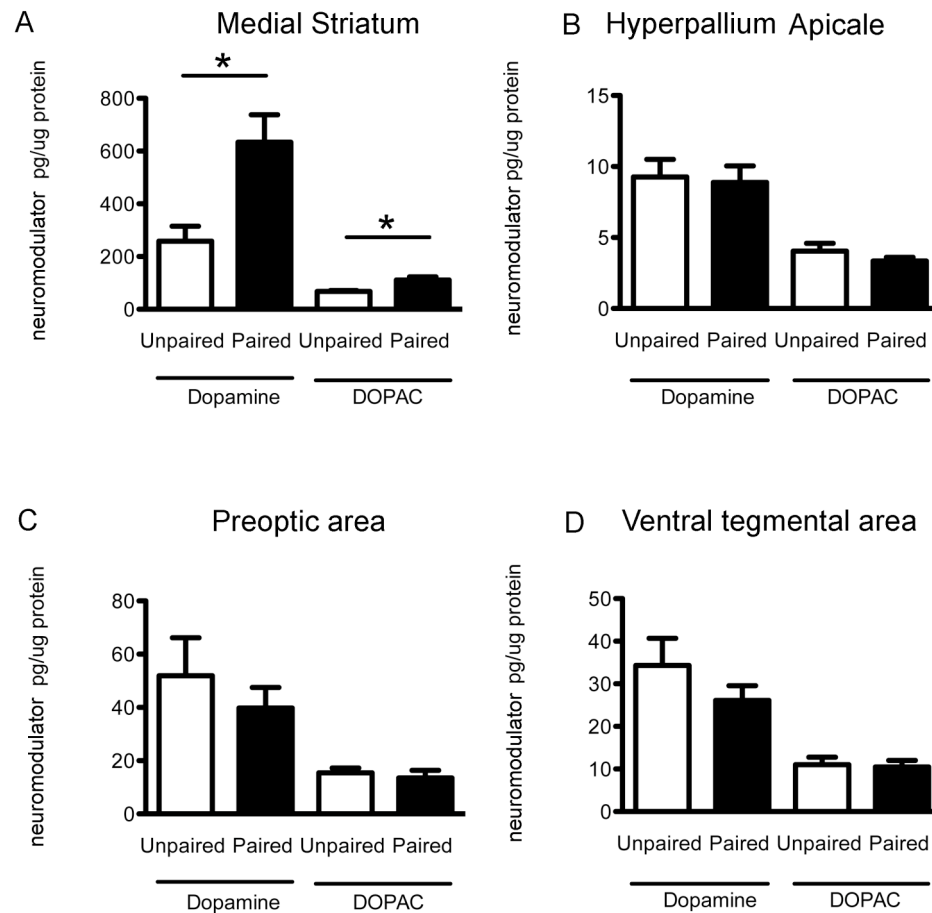 A Medial Striatum
neuromodulator pg/ug protein
*
*
800
600
400
200
0
Unpaired Paired Unpaired Paired
Dopamine DOPAC
B Hyperpallium Apicale
neuromodulator pg/ug protein
15
10
5
0
Unpaired Paired Unpaired Paired
Dopamine DOPAC
C Preoptic area
neuromodulator pg/ug protein
80
60
40
20
0
Unpaired Paired Unpaired Paired
Dopamine DOPAC
D Ventral tegmental area
neuromodulator pg/ug protein
50
40
30
20
10
0
Unpaired Paired Unpaired Paired
Dopamine DOPAC